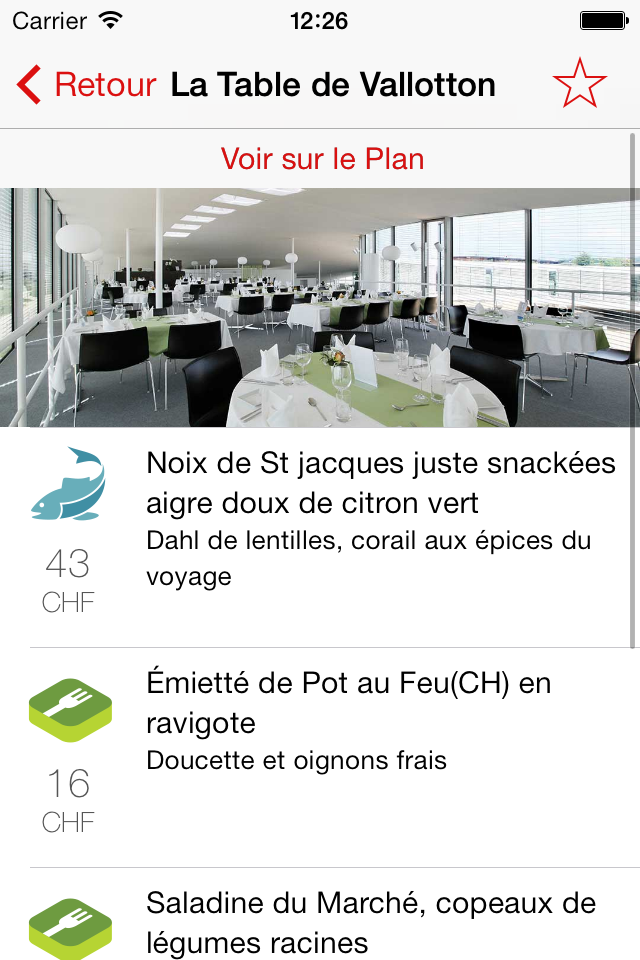 Carrier 12:26
Retour La Table de Vallotton
Voir sur le Plan
Noix de St jacques juste snackées
aigre doux de citron vert
Dahl de lentilles, corail aux épices du
voyage
43
CHF
Émietté de Pot au Feu(CH) en
ravigote
Doucette et oignons frais
16
CHF
Saladine du Marché, copeaux de
légumes racines